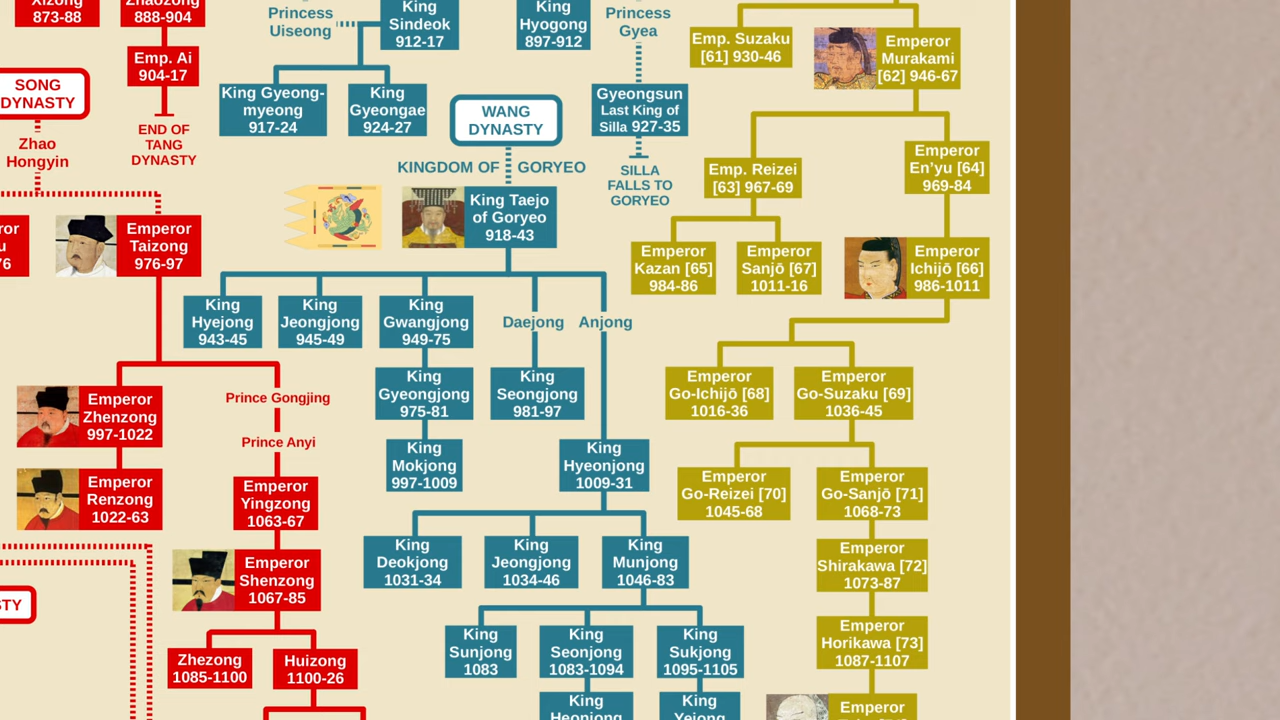 Xizong
873-88
Zhaozong
888-904
Emp. Ai
904-17
END OF
TANG
DYNASTY
SONG
DYNASTY
Zhao
Hongyin
76
Emperor
Taizong
976-97
Emperor
Zhenzong
997-1022
Emperor
Renzong
1022-63
Prince Gongjing
Prince Anyi
Emperor
Yingzong
1063-67
Emperor
Shenzong
1067-85
Zhezong
1085-1100
Huizong
1100-26
Princess
Uiseong
King
Sindeok
912-17
King
Hyogong
897-912
Princess
Gyea
King Gyeong-
myeong
917-24
King
Gyeongae
924-27
Gyeongsun
Last King of
Silla 927-35
SILLA
FALLS TO
GORYEO
WANG
DYNASTY
KINGDOM OF GORYEO
King Taejo
of Goryeo
918-43
King
Hyejong
943-45
King
Jeongjong
945-49
King
Gwangjong
949-75
Daejong
Anjong
King
Gyeongjong
975-81
King
Seongjong
981-97
King
Mokjong
997-1009
King
Hyeonjong
1009-31
King
Deokjong
1031-34
King
Jeongjong
1034-46
King
Munjong
1046-83
King
Sunjong
1083
King
Seonjong
1083-1094
King
Sukjong
1095-1105
King
Heonjong
King
Yejong
Emp. Suzaku
[61] 930-46
Emperor
Murakami
[62] 946-67
Emp. Reizei
[63] 967-69
Emperor
En'yu [64]
969-84
Emperor
Kazan [65]
984-86
Emperor
Sanjō [67]
1011-16
Emperor
Ichijō [66]
986-1011
Emperor
Go-Ichijō [68]
1016-36
Emperor
Go-Suzaku [69]
1036-45
Emperor
Go-Reizei [70]
1045-68
Emperor
Go-Sanjō [71]
1068-73
Emperor
Shirakawa [72]
1073-87
Emperor
Horikawa [73]
1087-1107
Emperor